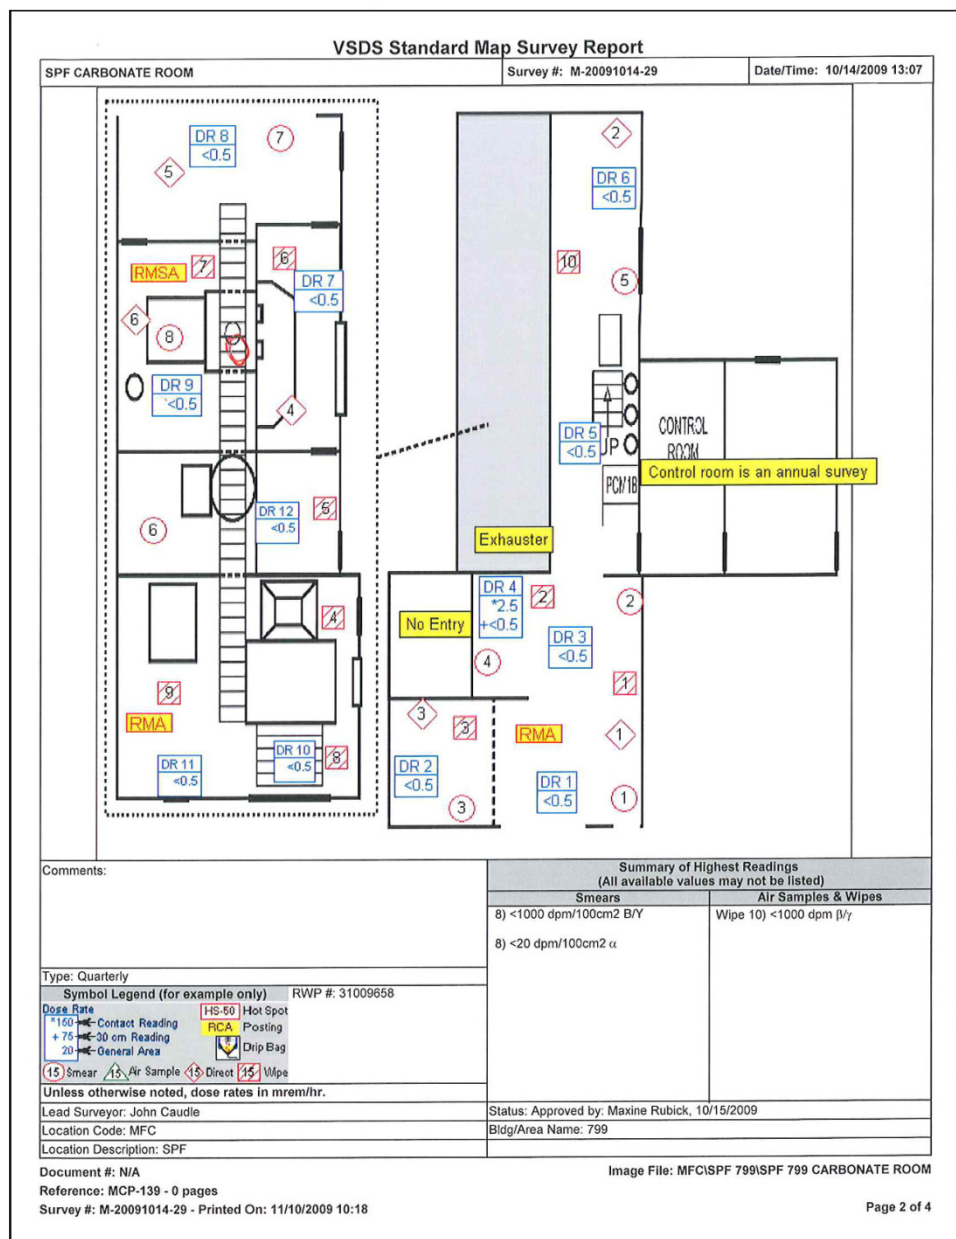 VSDS Standard Map Survey Report
SPF CARBONATE ROOM
Survey #: M-20091014-29
Date/Time: 10/14/2009 13:07
DR 8
<0.5
7
5
RMSA
7
6
DR 7
<0.5
6
8
DR 9
<0.5
4
6
DR 12
<0.5
5
4
9
RMA
DR 11
<0.5
DR 10
<0.5
8
2
DR 6
<0.5
10
5
DR 5
<0.5
UP
PCM1B
CONTROL
ROOM
Control room is an annual survey
Exhauster
No Entry
DR 4
*2.5
+<0.5
2
2
DR 3
<0.5
4
1
3
3
RMA
1
DR 2
<0.5
DR 1
<0.5
3
1
Comments:
Summary of Highest Readings
(All available values may not be listed)
Smears
Air Samples & Wipes
8) <1000 dpm/100cm2 B/Y
Wipe 10) <1000 dpm β/γ
8) <20 dpm/100cm2 α
Type: Quarterly
Symbol Legend (for example only)
RWP #: 31009658
Dose Rate
*150 Contact Reading
+ 75 30 cm Reading
20 General Area
HS-50 Hot Spot
RCA Posting
Drip Bag
15 Smear 15 Air Sample 15 Direct 15 Wipe
Unless otherwise noted, dose rates in mrem/hr.
Lead Surveyor: John Caudle
Status: Approved by: Maxine Rubick, 10/15/2009
Location Code: MFC
Bldg/Area Name: 799
Location Description: SPF
Document #: N/A
Image File: MFC\SPF 799\SPF 799 CARBONATE ROOM
Reference: MCP-139 - 0 pages
Survey #: M-20091014-29 - Printed On: 11/10/2009 10:18
Page 2 of 4